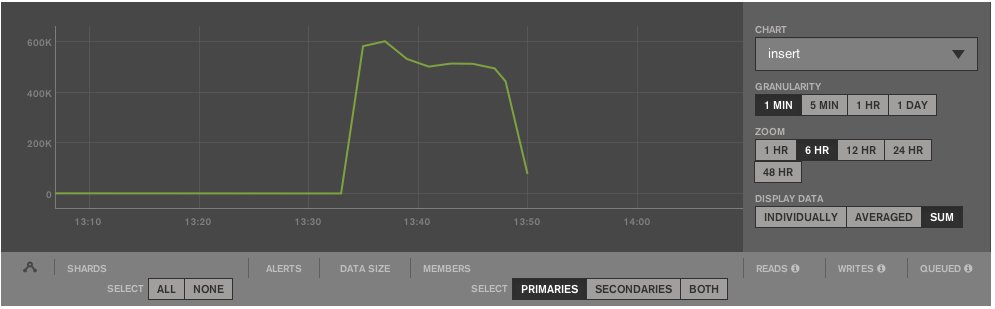 600K
400K
200K
0
13:10 13:20 13:30 13:40 13:50 14:00
CHART
insert
GRANULARITY
1 MIN 5 MIN 1 HR 1 DAY
ZOOM
1 HR 6 HR 12 HR 24 HR
48 HR
DISPLAY DATA
INDIVIDUALLY AVERAGED SUM
SHARDS ALERTS DATA SIZE MEMBERS READS WRITES QUEUED
SELECT ALL NONE SELECT PRIMARIES SECONDARIES BOTH